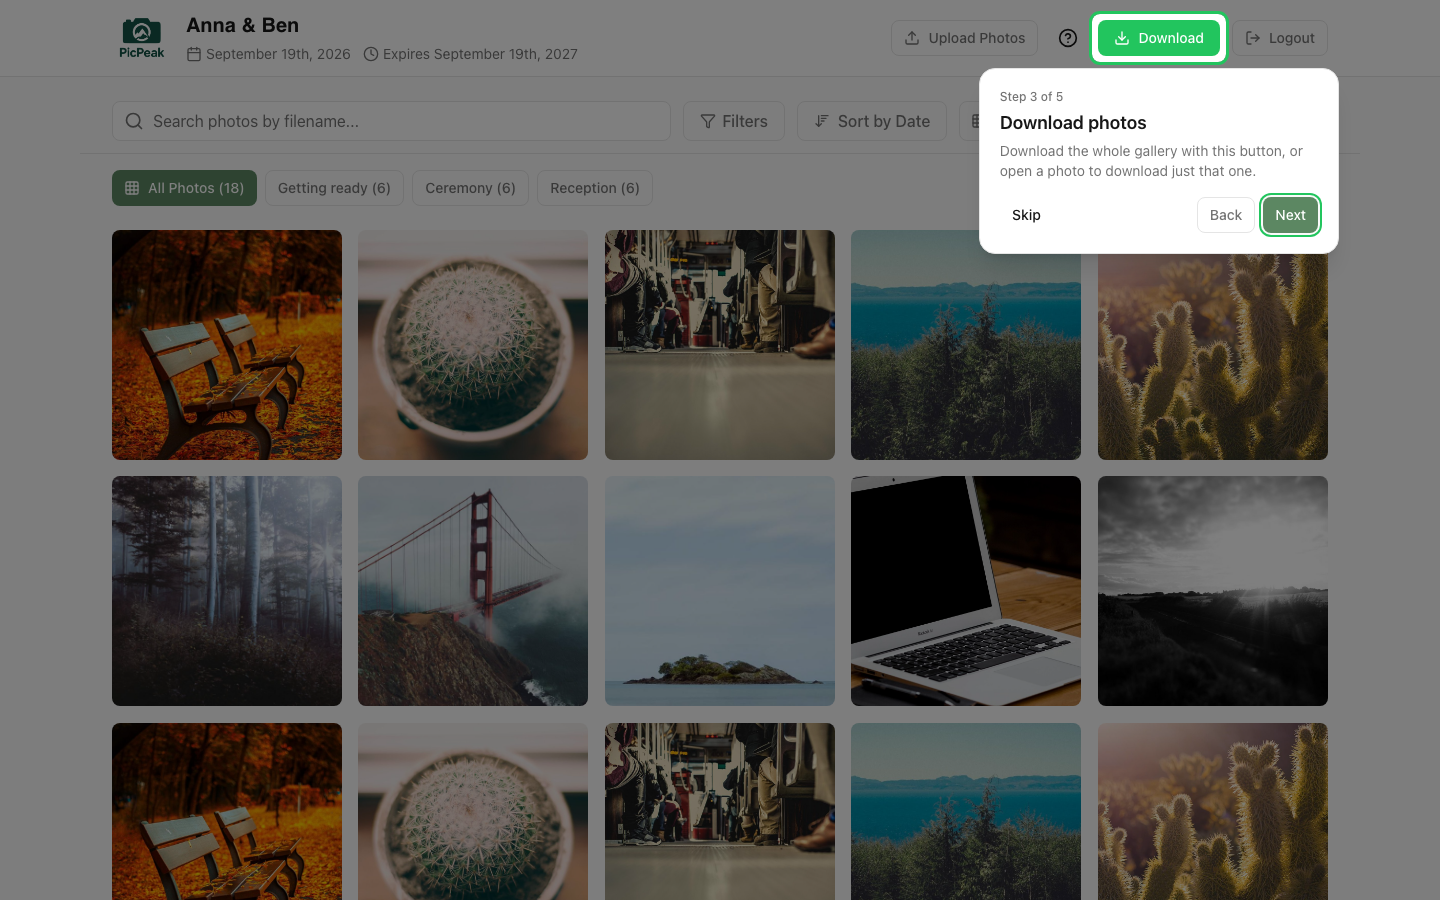 PicPeak
Anna & Ben
September 19th, 2026
Expires September 19th, 2027
Upload Photos
Download
Logout
Step 3 of 5
Download photos
Download the whole gallery with this button, or
open a photo to download just that one.
Skip
Back
Next
Search photos by filename...
Filters
Sort by Date
All Photos (18)
Getting ready (6)
Ceremony (6)
Reception (6)